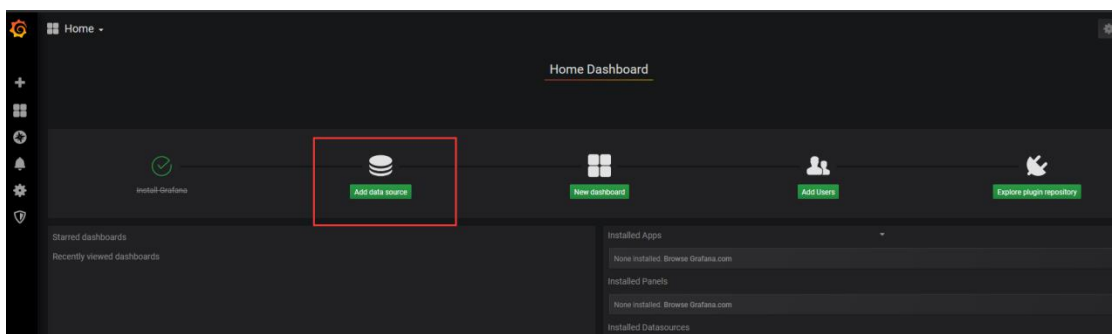 Home
Home Dashboard
Install Grafana
Add data source
New dashboard
Add Users
Explore plugin repository
Starred dashboards
Recently viewed dashboards
Installed Apps
None installed. Browse Grafana.com
Installed Panels
None installed. Browse Grafana.com
Installed Datasources